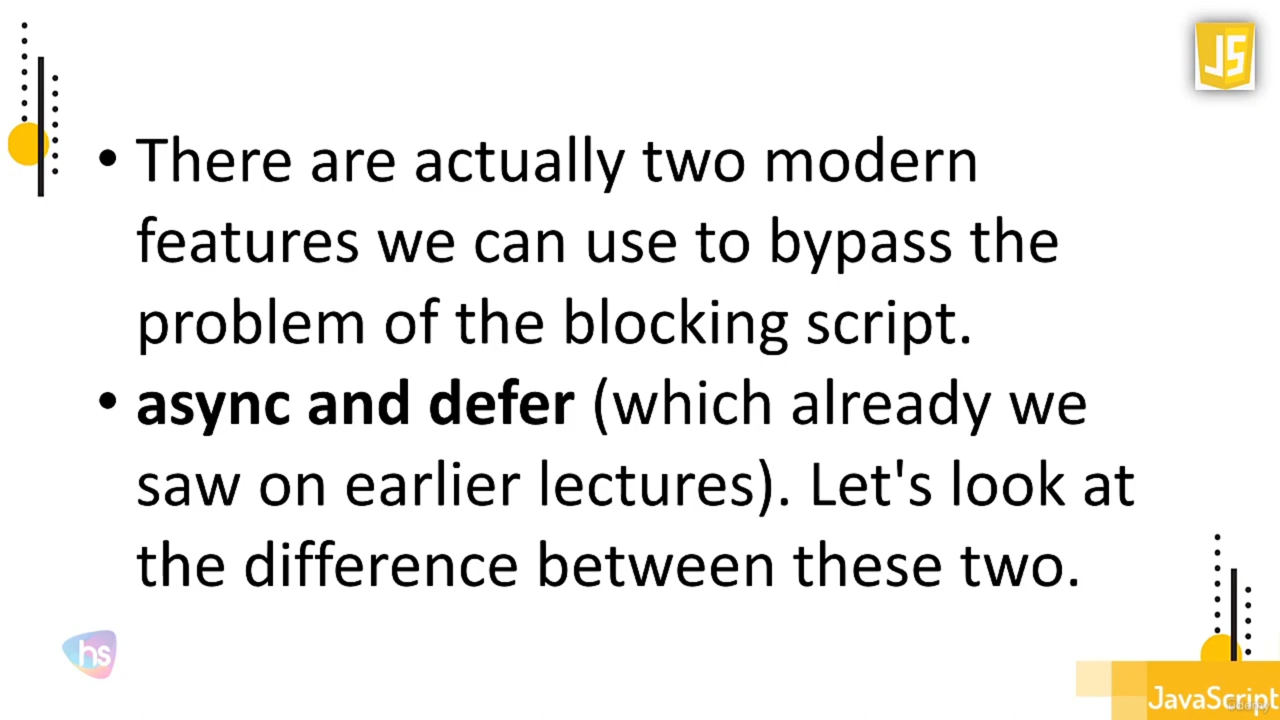 JS
• There are actually two modern
features we can use to bypass the
problem of the blocking script.
• async and defer (which already we
saw on earlier lectures). Let's look at
the difference between these two.
hs
JavaScript
udemy